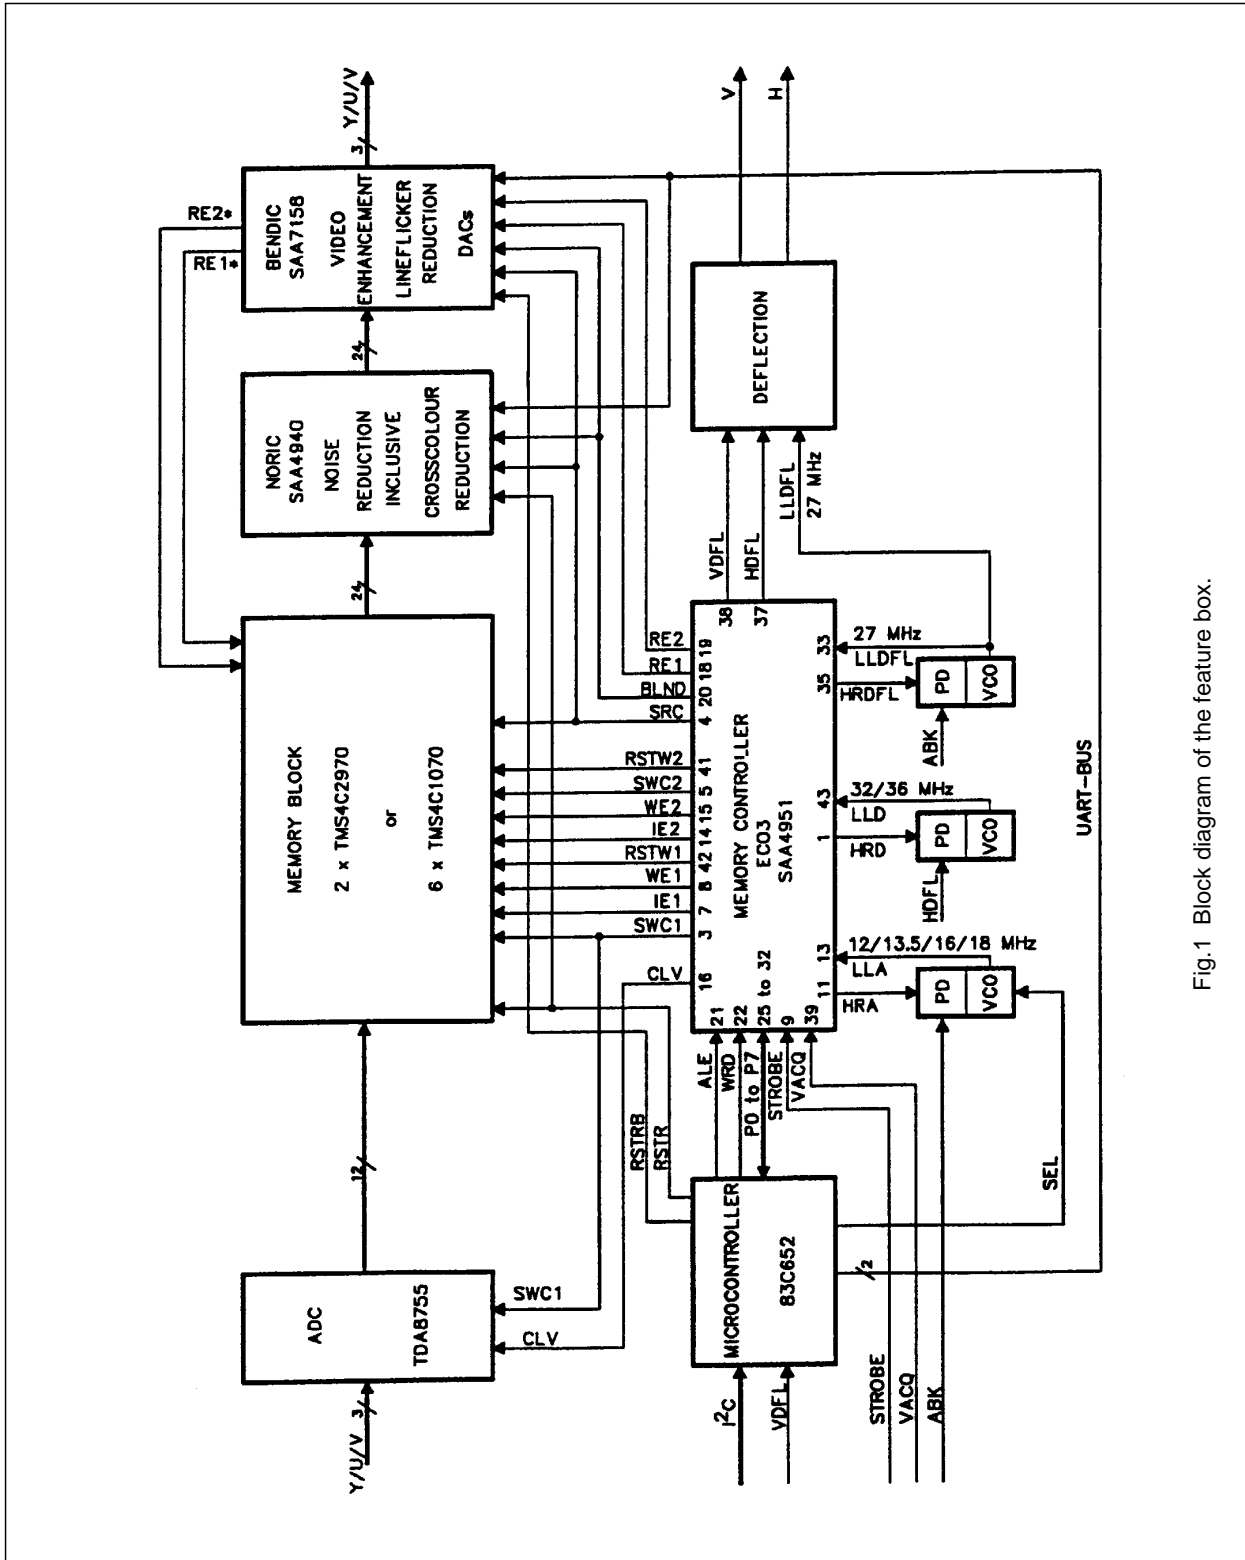 Y/U/V
3
ADC
TDA8755
SWC1
CLV
12
MEMORY BLOCK
2 x TMS4C2970
or
6 x TMS4C1070
24
NORIC
SAA4940
NOISE
REDUCTION
INCLUSIVE
CROSSCOLOUR
REDUCTION
24
BENDIC
SAA7158
VIDEO
ENHANCEMENT
LINEFLICKER
REDUCTION
DACs
RE2*
RE1*
3
Y/U/V
RSTRB
RSTR
CLV
SWC1
IE1
WE1
RSTW1
IE2
WE2
SWC2
RSTW2
SRC
BLND
RE1
RE2
16
3
7
8
42
14
15
5
41
4
20
18
19
I²C
VDFL
MICROCONTROLLER
83C652
2
ALE
WRD
P0 to P7
STROBE
VACQ
21
22
25 to 32
9
39
MEMORY CONTROLLER
ECO3
SAA4951
38
37
VDFL
HDFL
LLDFL
27 MHz
DEFLECTION
V
H
11
13
1
43
35
33
HRA
LLA
12/13.5/16/18 MHz
HRD
LLD
32/36 MHz
HRDFL
LLDFL
27 MHz
PD
VCO
HDFL
PD
VCO
ABK
PD
VCO
STROBE
VACQ
ABK
SEL
UART-BUS
Fig.1 Block diagram of the feature box.